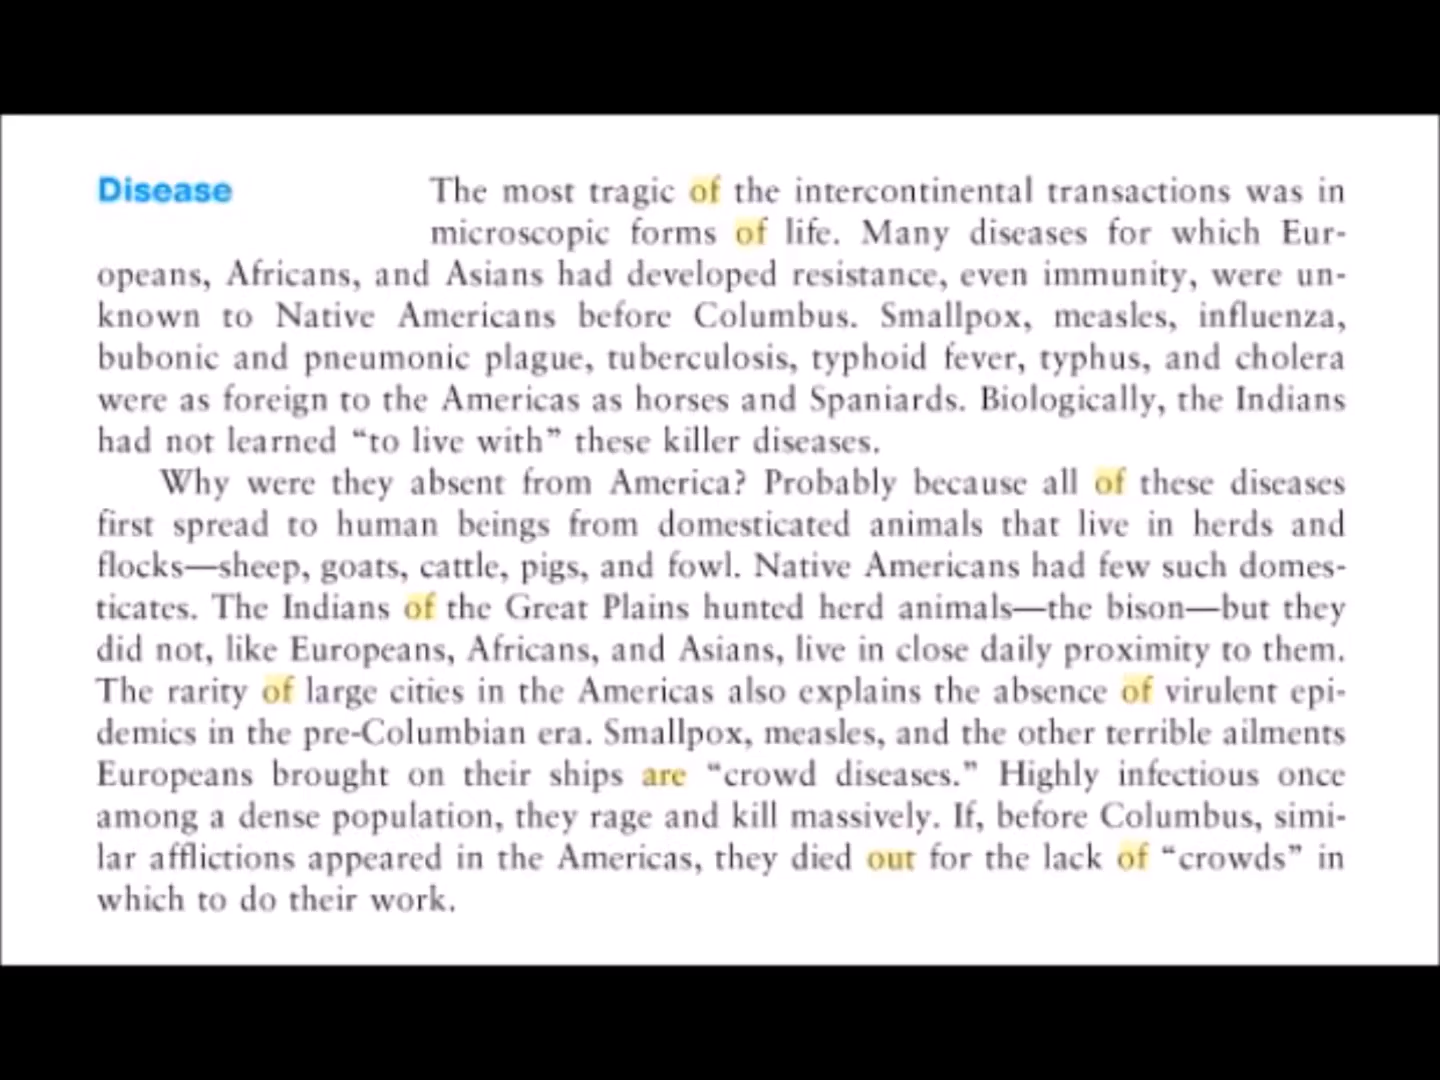 Disease The most tragic of the intercontinental transactions was in
microscopic forms of life. Many diseases for which Eur-
opeans, Africans, and Asians had developed resistance, even immunity, were un-
known to Native Americans before Columbus. Smallpox, measles, influenza,
bubonic and pneumonic plague, tuberculosis, typhoid fever, typhus, and cholera
were as foreign to the Americas as horses and Spaniards. Biologically, the Indians
had not learned “to live with” these killer diseases.
Why were they absent from America? Probably because all of these diseases
first spread to human beings from domesticated animals that live in herds and
flocks—sheep, goats, cattle, pigs, and fowl. Native Americans had few such domes-
ticates. The Indians of the Great Plains hunted herd animals—the bison—but they
did not, like Europeans, Africans, and Asians, live in close daily proximity to them.
The rarity of large cities in the Americas also explains the absence of virulent epi-
demics in the pre-Columbian era. Smallpox, measles, and the other terrible ailments
Europeans brought on their ships are “crowd diseases.” Highly infectious once
among a dense population, they rage and kill massively. If, before Columbus, simi-
lar afflictions appeared in the Americas, they died out for the lack of “crowds” in
which to do their work.